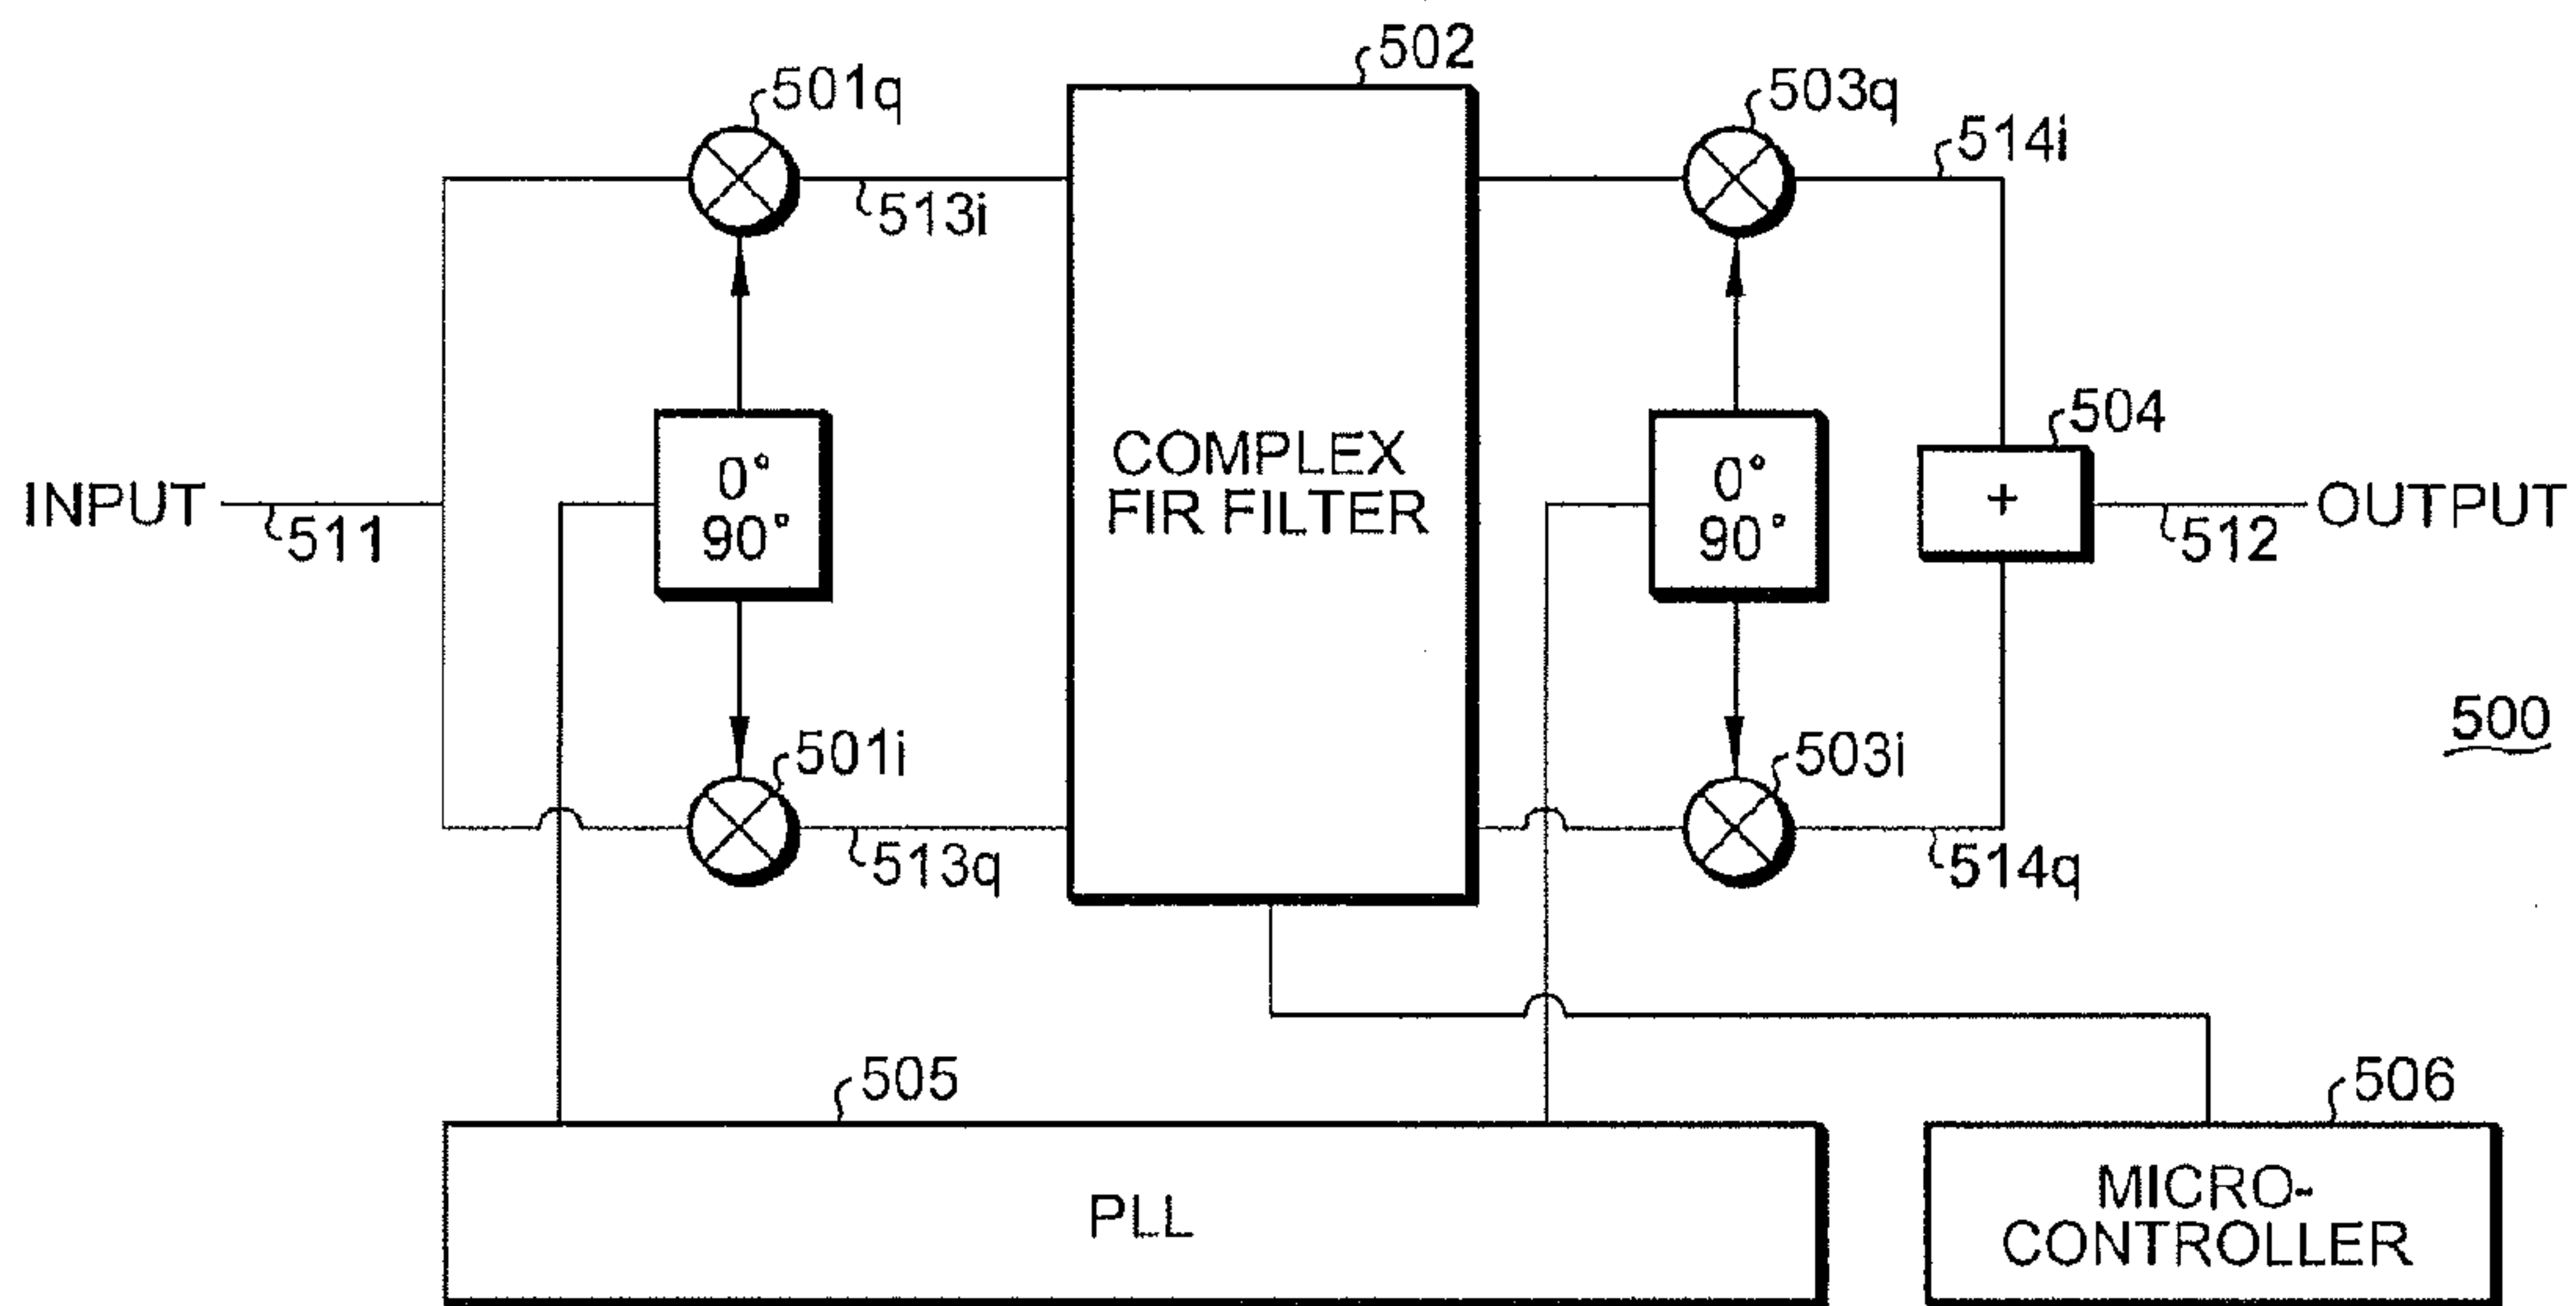 502
501q
503q
514i
513i
504
0°
90°
COMPLEX
FIR FILTER
0°
90°
+
INPUT
511
512
OUTPUT
500
501i
503i
513q
514q
505
506
PLL
MICRO-
CONTROLLER